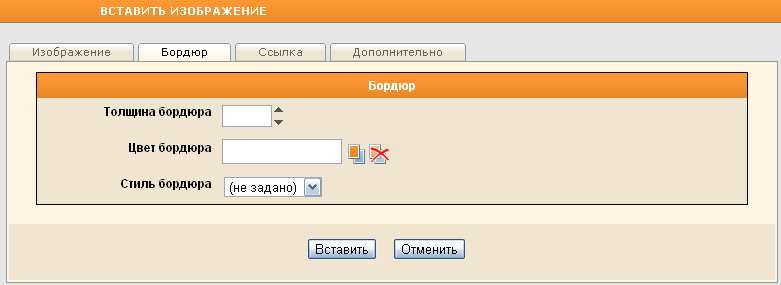 ВСТАВИТЬ ИЗОБРАЖЕНИЕ
Изображение Бордюр Ссылка Дополнительно
Бордюр
Толщина бордюра
Цвет бордюра
Стиль бордюра (не задано)
Вставить Отменить